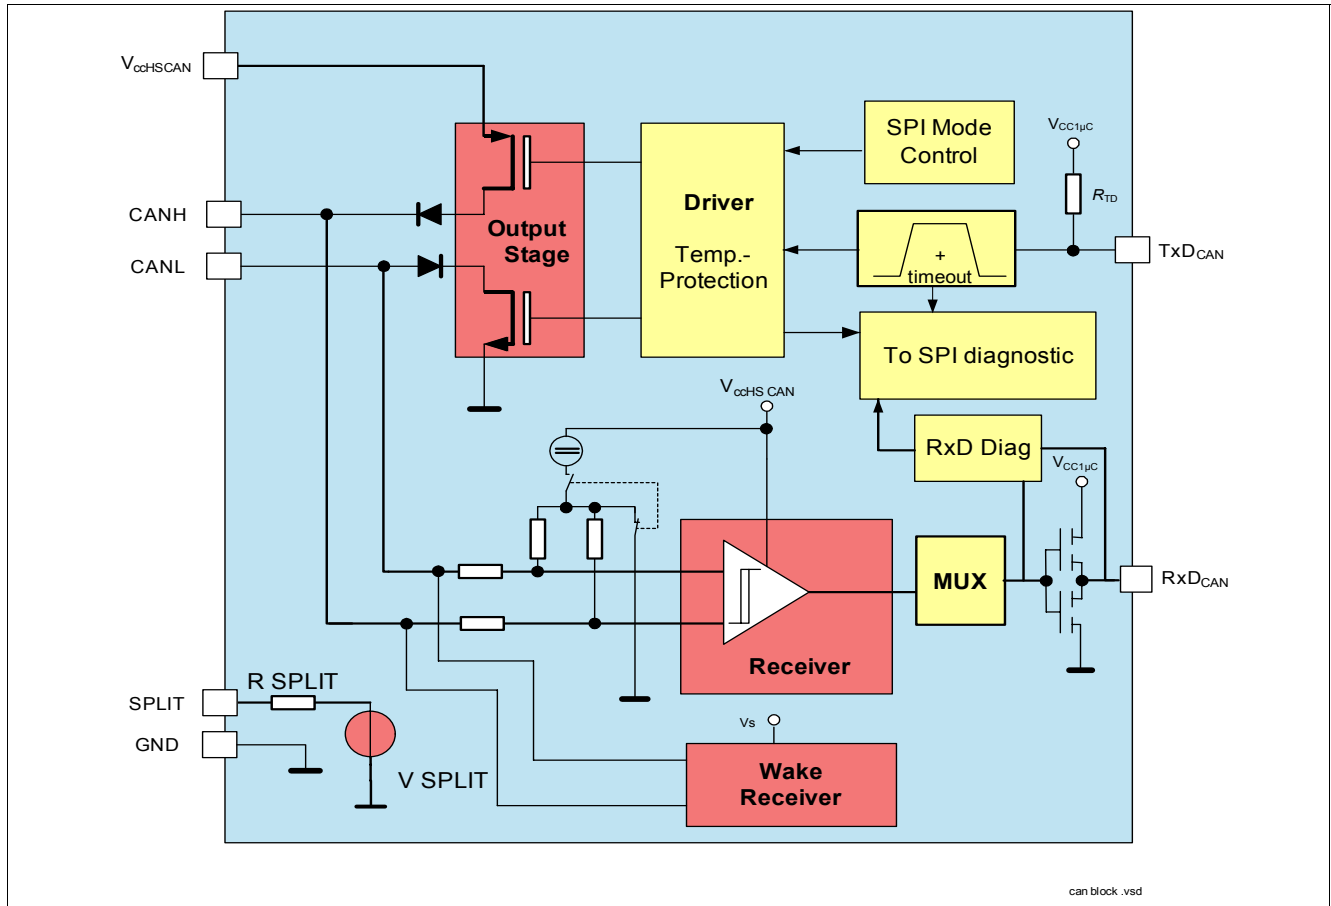 VccHSCAN
SPI Mode
Control
VCC1µC
RTD
Driver
CANH
Output
Stage
CANL
Temp.-
Protection
+
timeout
TxDCAN
To SPI diagnostic
VccHS CAN
RxD Diag
VCC1µC
MUX
RxDCAN
Receiver
R SPLIT
SPLIT
GND
V SPLIT
Vs
Wake
Receiver
can block .vsd